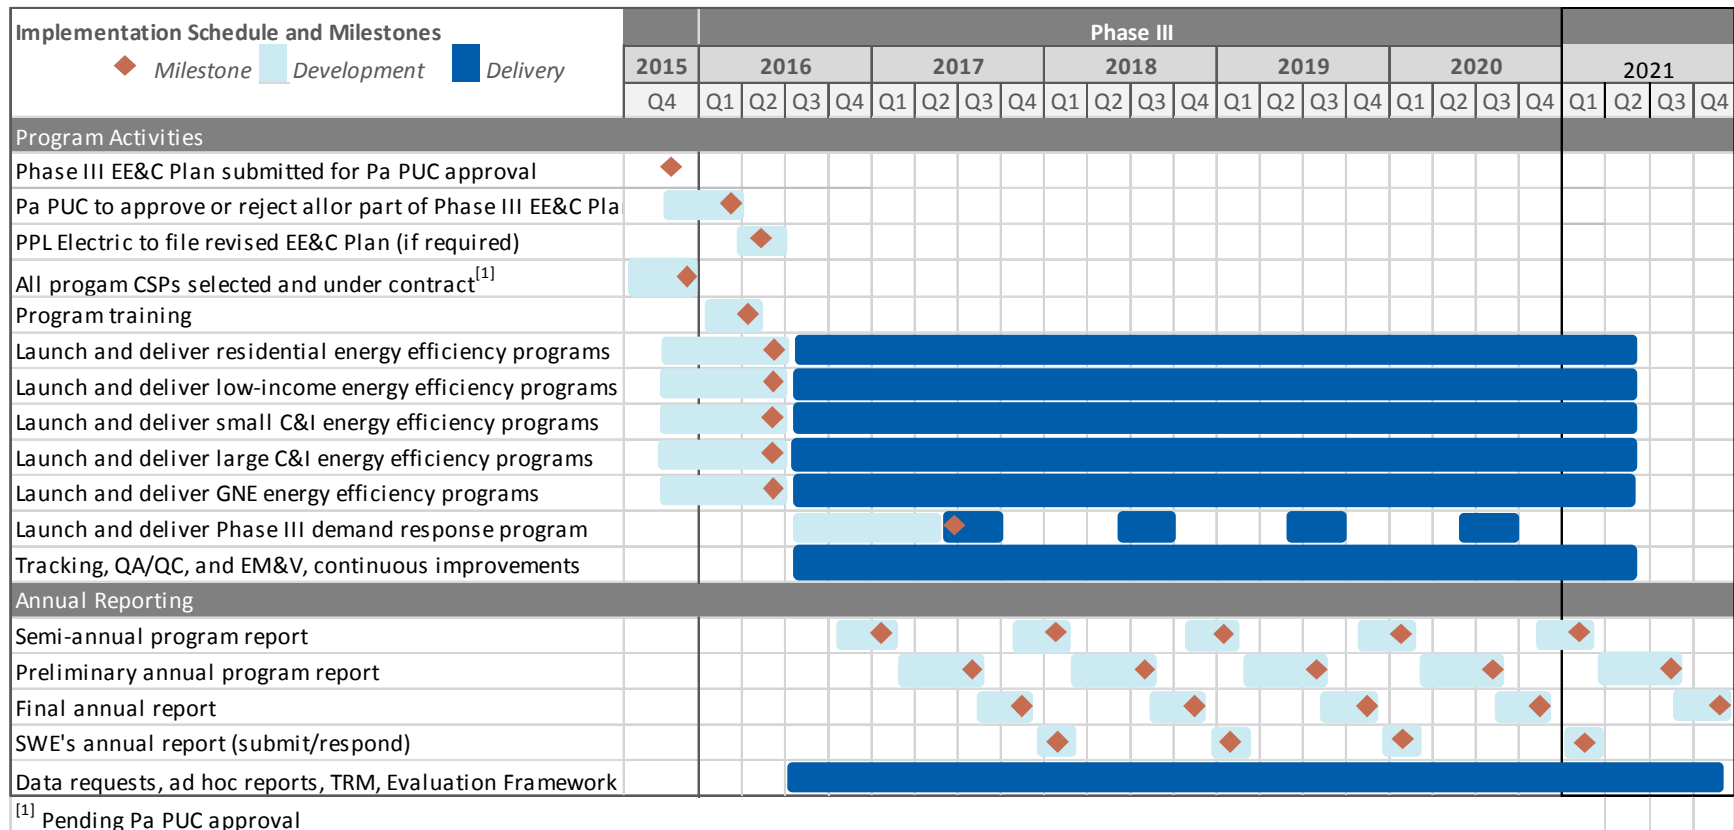 Implementation Schedule and Milestones
Phase III
Milestone Development Delivery
2015 2016 2017 2018 2019 2020 2021
Q4 Q1 Q2 Q3 Q4 Q1 Q2 Q3 Q4 Q1 Q2 Q3 Q4 Q1 Q2 Q3 Q4 Q1 Q2 Q3 Q4 Q1 Q2 Q3 Q4
Program Activities
Phase III EE&C Plan submitted for Pa PUC approval
Pa PUC to approve or reject allor part of Phase III EE&C Pla
PPL Electric to file revised EE&C Plan (if required)
All progam CSPs selected and under contract[1]
Program training
Launch and deliver residential energy efficiency programs
Launch and deliver low-income energy efficiency programs
Launch and deliver small C&I energy efficiency programs
Launch and deliver large C&I energy efficiency programs
Launch and deliver GNE energy efficiency programs
Launch and deliver Phase III demand response program
Tracking, QA/QC, and EM&V, continuous improvements
Annual Reporting
Semi-annual program report
Preliminary annual program report
Final annual report
SWE's annual report (submit/respond)
Data requests, ad hoc reports, TRM, Evaluation Framework
[1] Pending Pa PUC approval